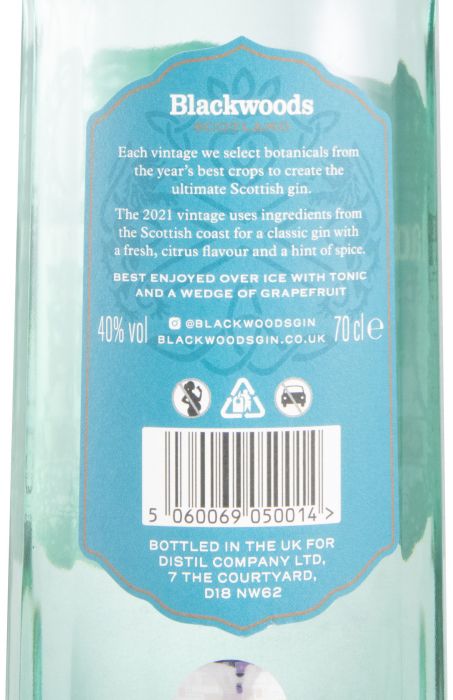 Blackwoods
SCOTLAND
Each vintage we select botanicals from
the year's best crops to create the
ultimate Scottish gin.
The 2021 vintage uses ingredients from
the Scottish coast for a classic gin with
a fresh, citrus flavour and a hint of spice.
BEST ENJOYED OVER ICE WITH TONIC
AND A WEDGE OF GRAPEFRUIT
40% vol @BLACKWOODSGIN 70 cl ℮
BLACKWOODSGIN.CO.UK
5 060069 050014 >
BOTTLED IN THE UK FOR
DISTIL COMPANY LTD,
7 THE COURTYARD,
D18 NW62